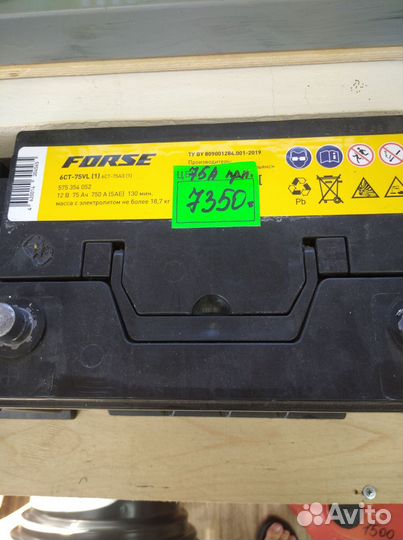 FORSE
ТУ BY 809001284.001-2019
Производитель:
6СТ-75VL (1) 6СТ-75АЗ (1)
575 354 052
12 В 75 Ач 750 А (SAE) 130 мин.
масса с электролитом не более 18,7 кг
75А
7350
Pb
Avito
1500